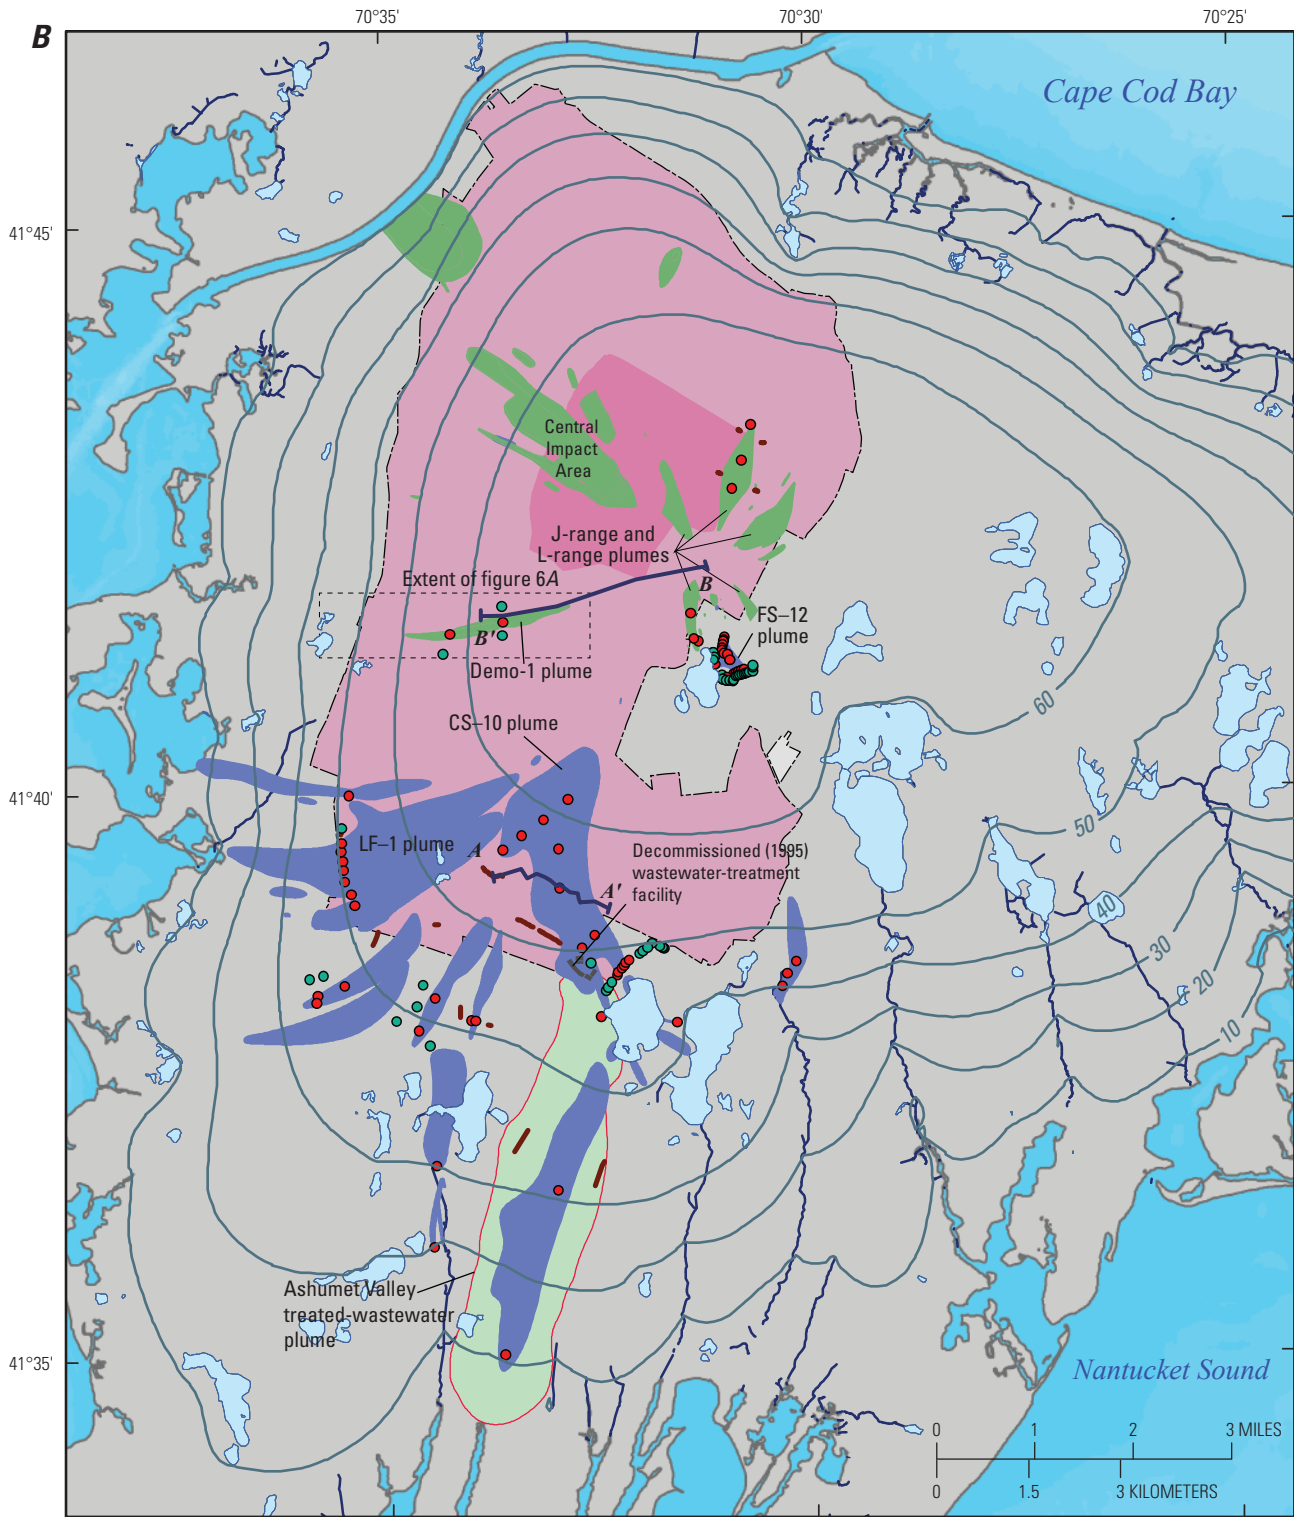 B
70°35'
70°30'
70°25'
Cape Cod Bay
41°45'
Central
Impact
Area
J-range and
L-range plumes
Extent of figure 6A
B
B'
FS–12
plume
Demo-1 plume
60
CS–10 plume
41°40'
50
LF–1 plume
A
Decommissioned (1995)
wastewater-treatment
facility
A'
40
30
20
10
Ashumet Valley
treated-wastewater
plume
41°35'
Nantucket Sound
0 1 2 3 MILES
0 1.5 3 KILOMETERS